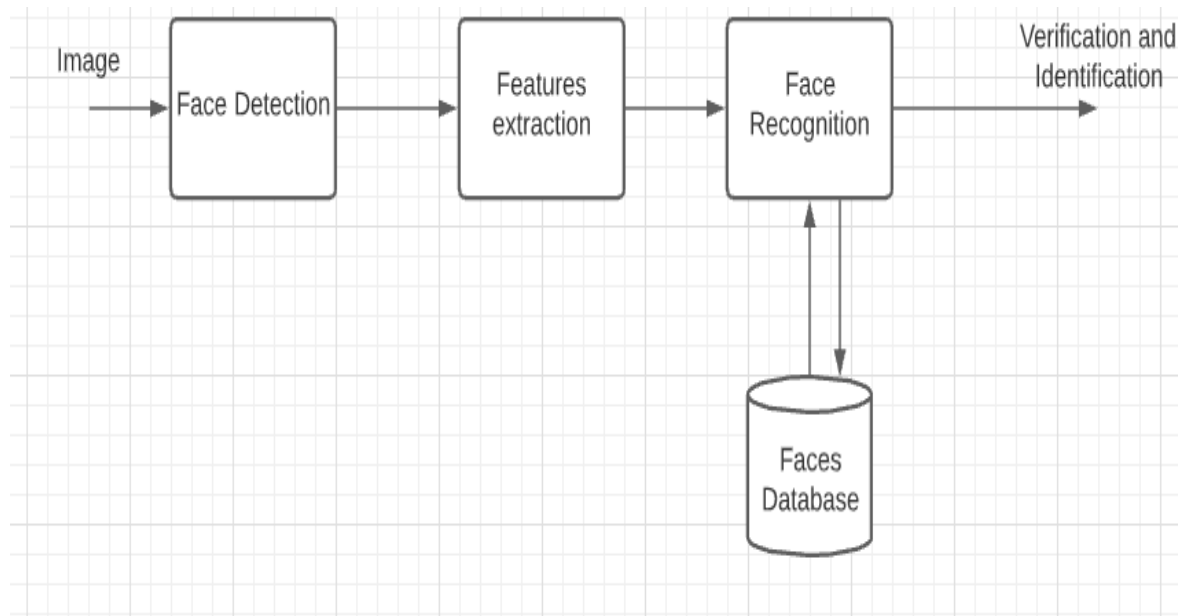 Image
Face Detection
Features
extraction
Face
Recognition
Verification and
Identification
Faces
Database